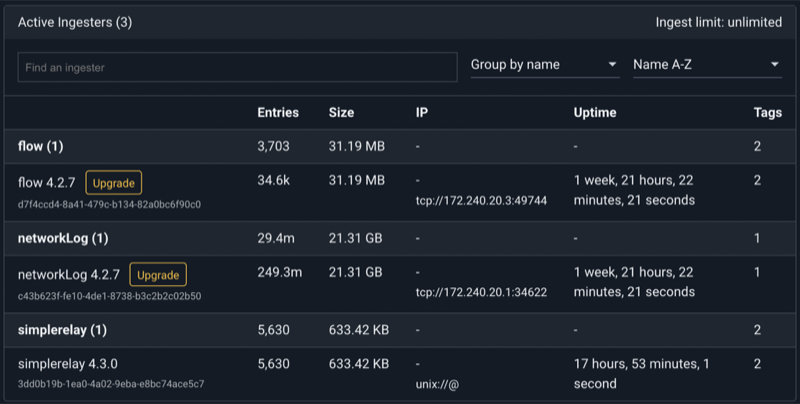 Active Ingesters (3) Ingest limit: unlimited
Find an ingester Group by name Name A-Z
Entries Size IP Uptime Tags
flow (1) 3,703 31.19 MB - - 2
flow 4.2.7 Upgrade 34.6k 31.19 MB - 1 week, 21 hours, 22 2
d7f4ccd4-8a41-479c-b134-82a0bc6f90c0 tcp://172.240.20.3:49744 minutes, 21 seconds
networkLog (1) 29.4m 21.31 GB - - 1
networkLog 4.2.7 Upgrade 249.3m 21.31 GB - 1 week, 21 hours, 22 1
c43b623f-fe10-4de1-8738-b3c2b2c02b50 tcp://172.240.20.1:34622 minutes, 21 seconds
simplerelay (1) 5,630 633.42 KB - - 2
simplerelay 4.3.0 5,630 633.42 KB - 17 hours, 53 minutes, 1 2
3dd0b19b-1ea0-4a02-9eba-e8bc74ace5c7 unix://@ second